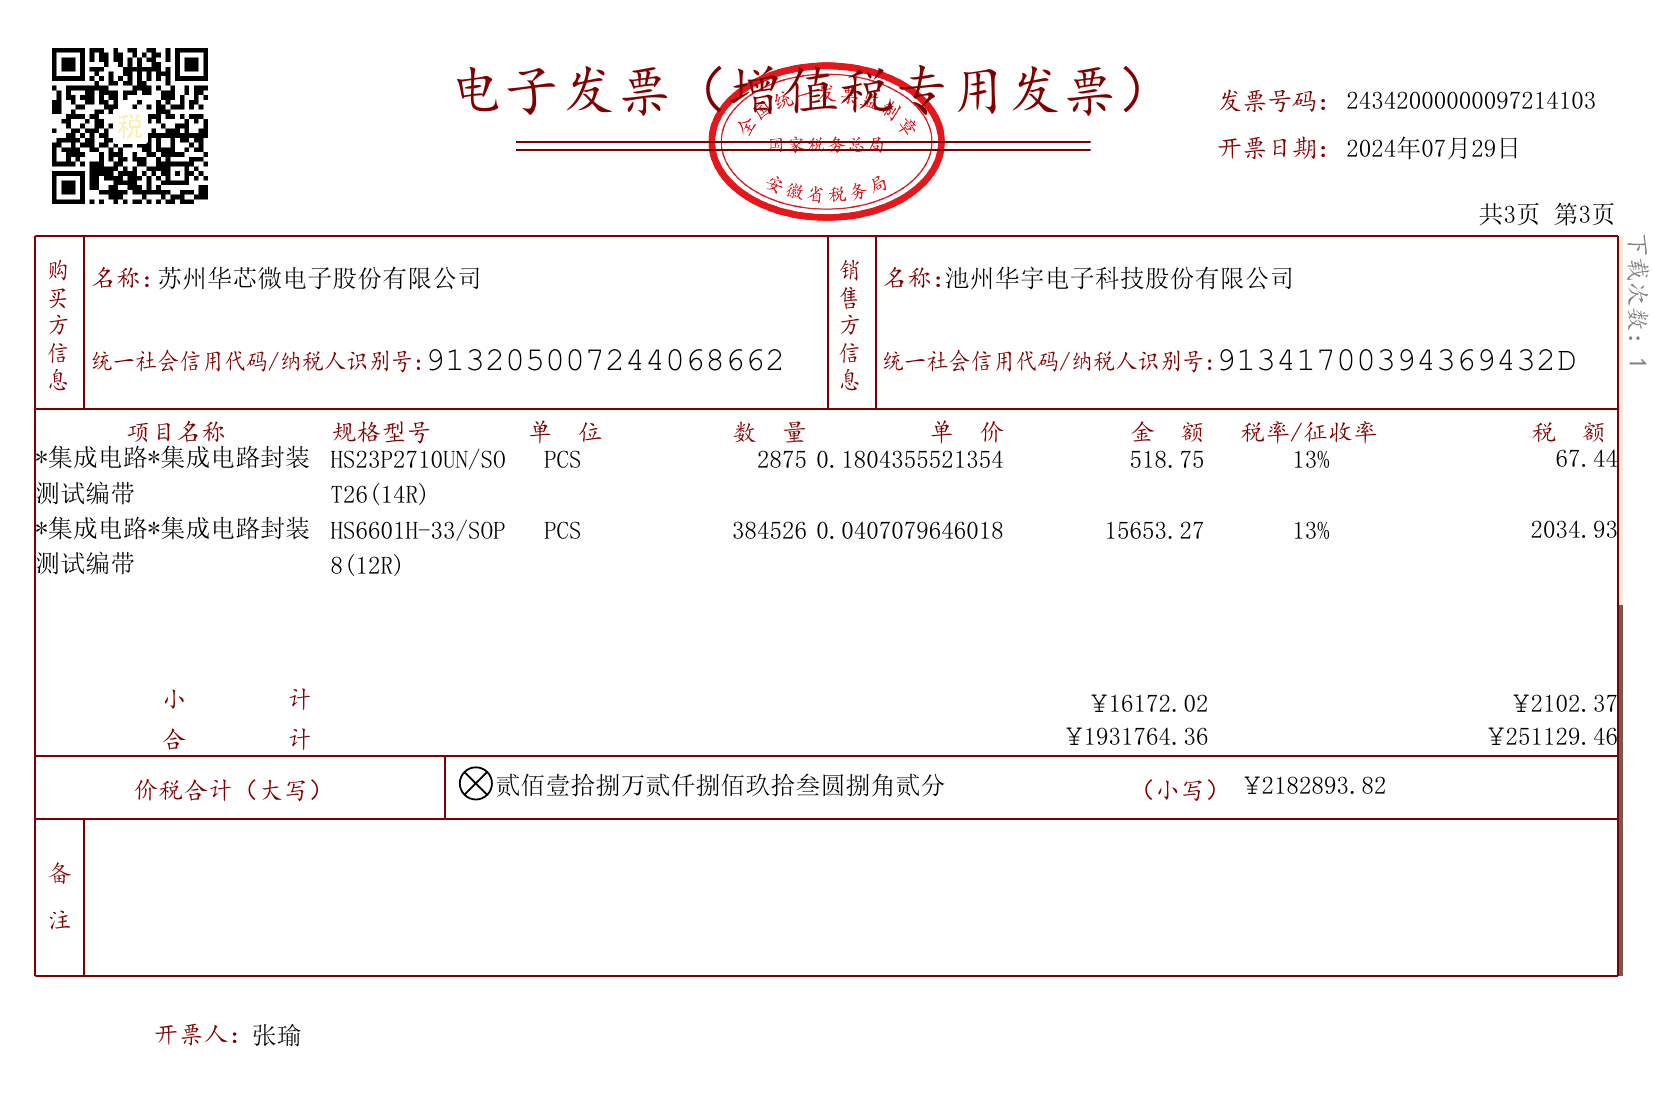 电子发票（增值税专用发票）
全国统一发票监制章
国家税务总局
安徽省税务局
税
发票号码：24342000000097214103
开票日期：2024年07月29日
共3页 第3页
下载次数：1
购买方信息
名称：苏州华芯微电子股份有限公司
统一社会信用代码/纳税人识别号：913205007244068662
销售方信息
名称：池州华宇电子科技股份有限公司
统一社会信用代码/纳税人识别号：91341700394369432D
项目名称 规格型号 单 位 数 量 单 价 金 额 税率/征收率 税 额
*集成电路*集成电路封装 HS23P2710UN/SO PCS 2875 0.1804355521354 518.75 13% 67.44
测试编带 T26(14R)
*集成电路*集成电路封装 HS6601H-33/SOP PCS 384526 0.0407079646018 15653.27 13% 2034.93
测试编带 8(12R)
小 计 ¥16172.02 ¥2102.37
合 计 ¥1931764.36 ¥251129.46
价税合计（大写） 贰佰壹拾捌万贰仟捌佰玖拾叁圆捌角贰分 （小写） ¥2182893.82
备注
开票人：张瑜